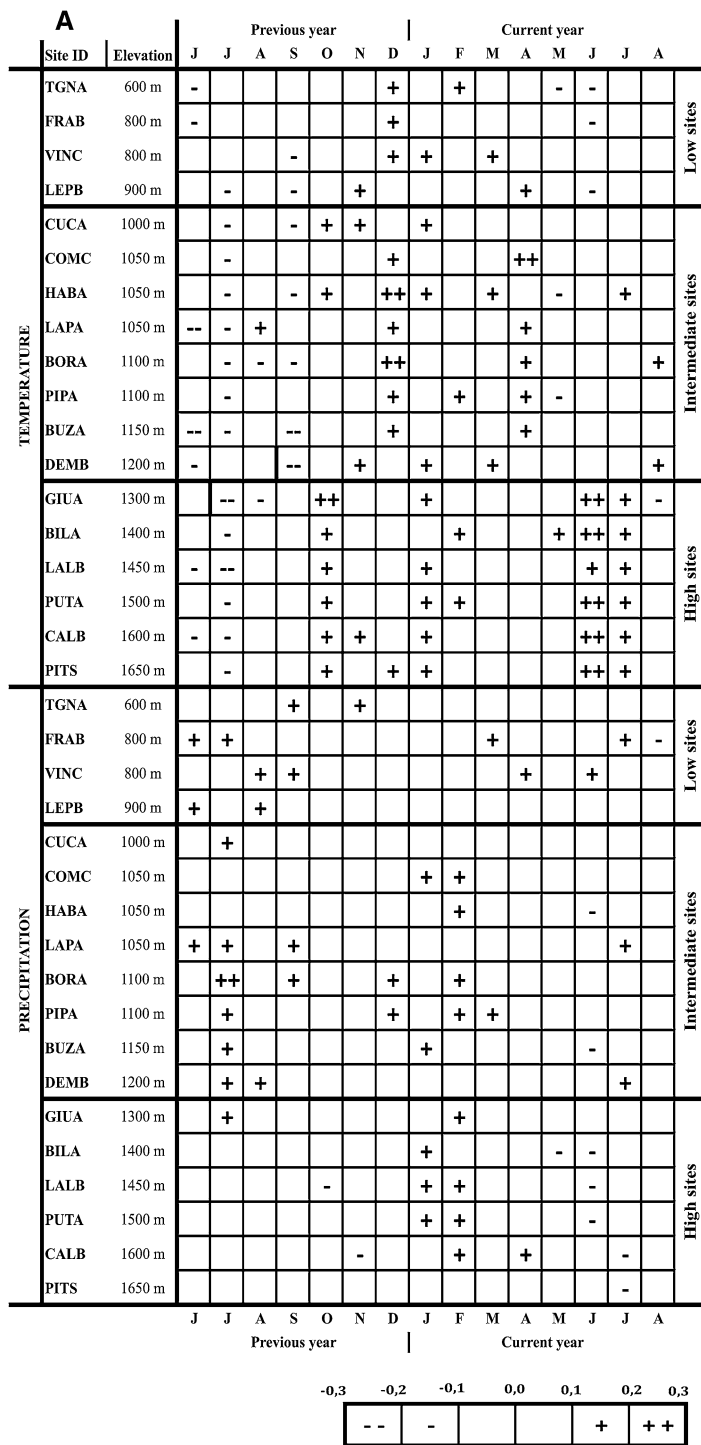 A
Previous year | Current year
Site ID | Elevation J J A S O N D J F M A M J J A
TEMPERATURE
Low sites
TGNA 600 m - + + - -
FRAB 800 m - + -
VINC 800 m - + + +
LEPB 900 m - - + + -
Intermediate sites
CUCA 1000 m - - + + +
COMC 1050 m - + ++
HABA 1050 m - - + ++ + + - +
LAPA 1050 m -- - + + +
BORA 1100 m - - - ++ + +
PIPA 1100 m - + + + -
BUZA 1150 m -- - -- + +
DEMB 1200 m - -- + + + +
High sites
GIUA 1300 m -- - ++ + ++ + -
BILA 1400 m - + + + ++ +
LALB 1450 m - -- + + + +
PUTA 1500 m - + + + ++ +
CALB 1600 m - - + + + ++ +
PITS 1650 m - + + + ++ +
PRECIPITATION
Low sites
TGNA 600 m + +
FRAB 800 m + + + + -
VINC 800 m + + + +
LEPB 900 m + +
Intermediate sites
CUCA 1000 m +
COMC 1050 m + +
HABA 1050 m + -
LAPA 1050 m + + + +
BORA 1100 m ++ + + +
PIPA 1100 m + + + +
BUZA 1150 m + + -
DEMB 1200 m + + +
High sites
GIUA 1300 m + +
BILA 1400 m + - -
LALB 1450 m - + + -
PUTA 1500 m + + -
CALB 1600 m - + + -
PITS 1650 m -
J J A S O N D J F M A M J J A
Previous year | Current year
-0,3 -0,2 -0,1 0,0 0,1 0,2 0,3
-- - + ++